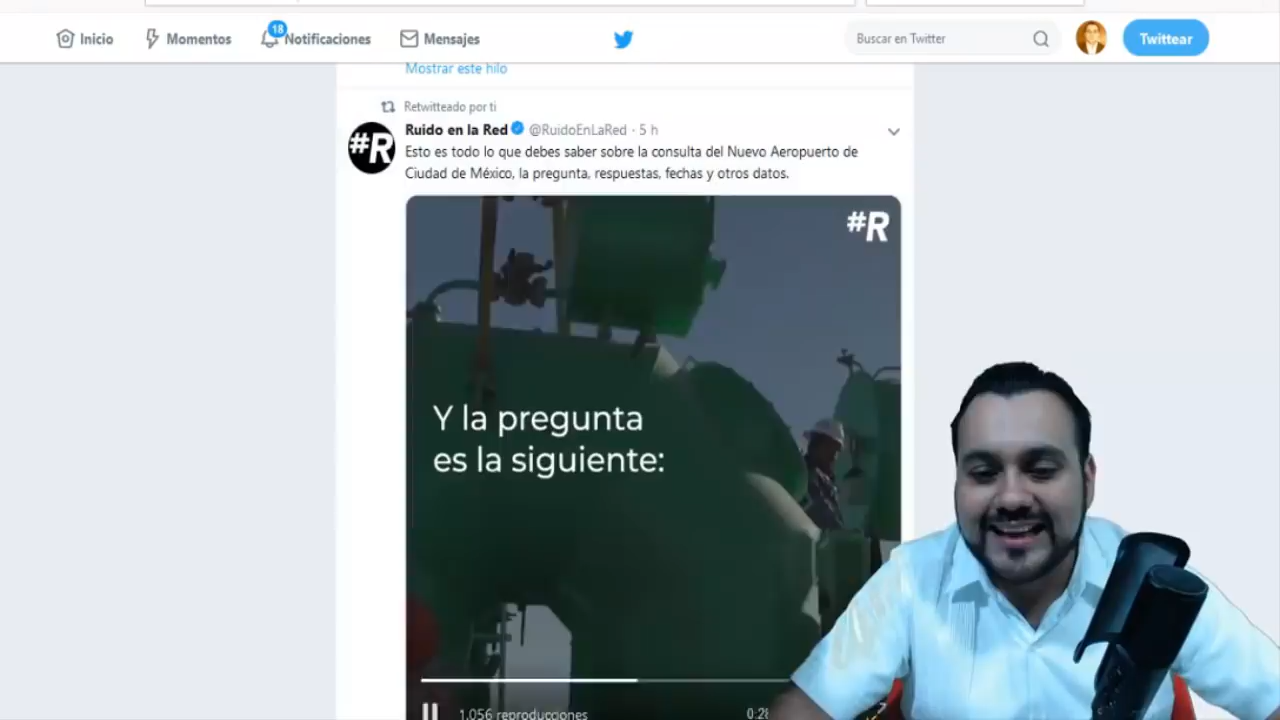 Inicio
Momentos
18
Notificaciones
Mensajes
Buscar en Twitter
Twittear
Mostrar este hilo
Retwitteado por ti
#R
Ruido en la Red @RuidoEnLaRed · 5 h
Esto es todo lo que debes saber sobre la consulta del Nuevo Aeropuerto de
Ciudad de México, la pregunta, respuestas, fechas y otros datos.
#R
Y la pregunta
es la siguiente:
1,056 reproducciones
0:28